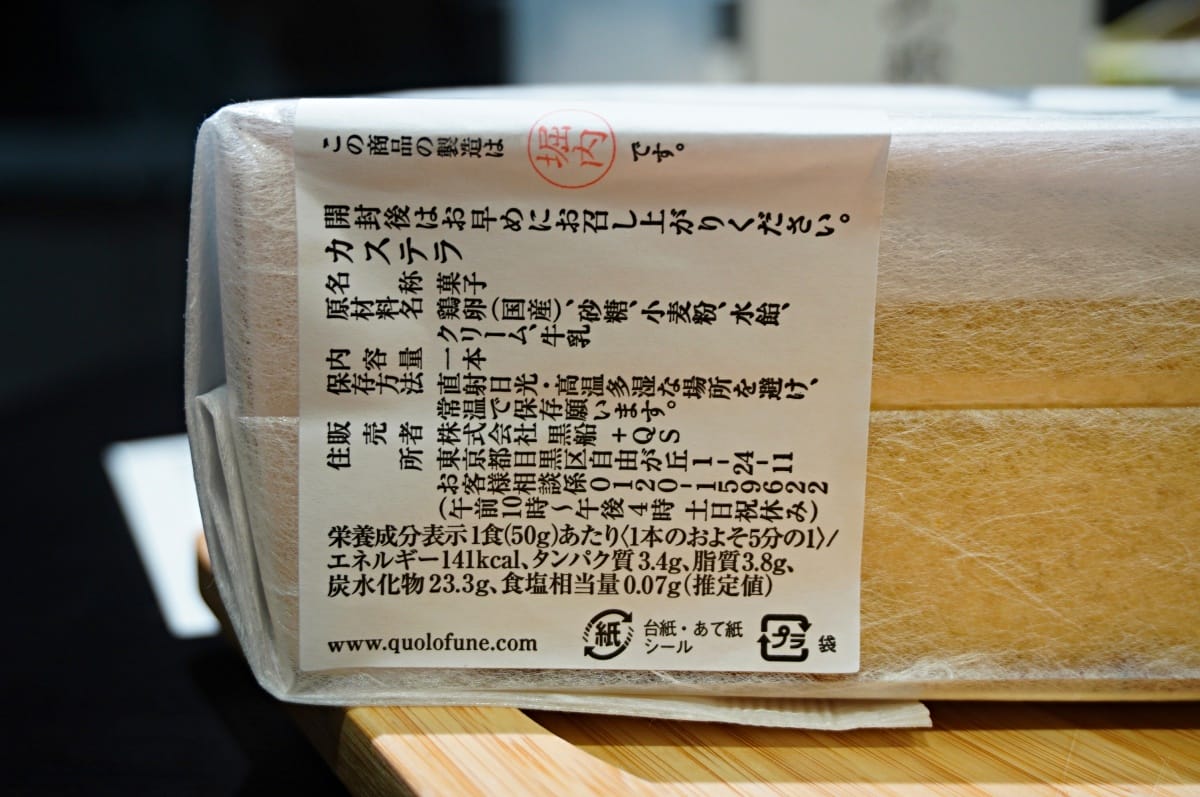 この商品の製造は 堀内 です。
開封後はお早めにお召し上がりください。
カステラ
名称 菓子
原材料名 鶏卵(国産)、砂糖、小麦粉、水飴、
クリーム、牛乳
内容量 一本
保存方法 直射日光・高温多湿な場所を避け、
常温で保存願います。
販売者 株式会社黒船+QS
住所 東京都目黒区自由が丘1-24-11
お客様相談係0120-159622
(午前10時〜午後4時 土日祝休み)
栄養成分表示1食(50g)あたり〈1本のおよそ5分の1〉/
エネルギー141kcal、タンパク質3.4g、脂質3.8g、
炭水化物23.3g、食塩相当量0.07g(推定値)
www.quolofune.com
紙 台紙・あて紙
シール
プラ 袋